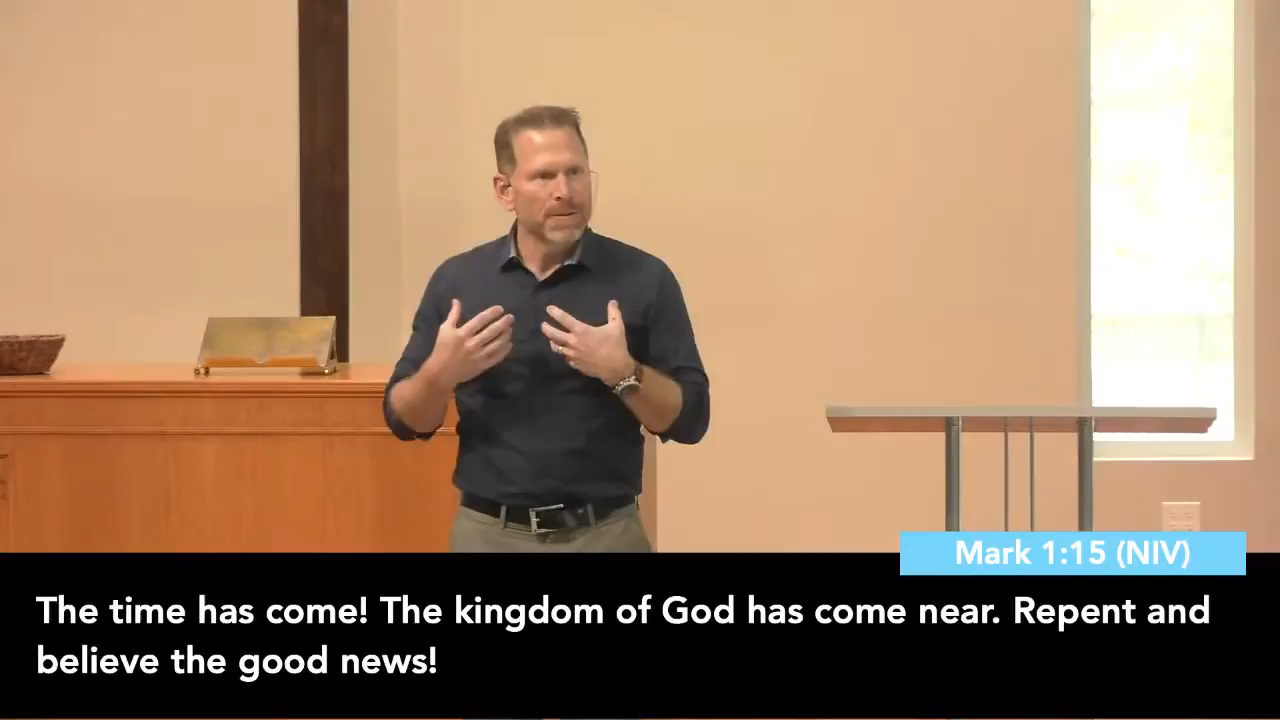 Mark 1:15 (NIV)
The time has come! The kingdom of God has come near. Repent and
believe the good news!